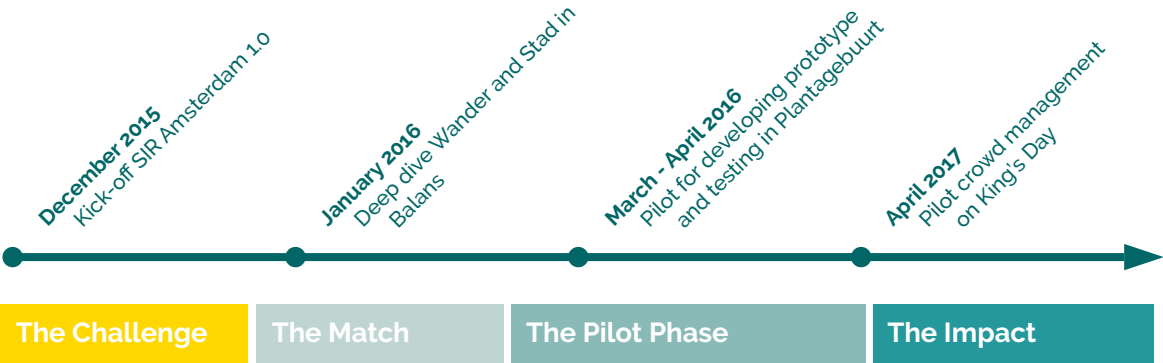 December 2015
Kick-off SIR Amsterdam 1.0
January 2016
Deep dive Wander and Stad in
Balans
March - April 2016
Pilot for developing prototype
and testing in Plantagebuurt
April 2017
Pilot crowd management
on King's Day
The Challenge
The Match
The Pilot Phase
The Impact